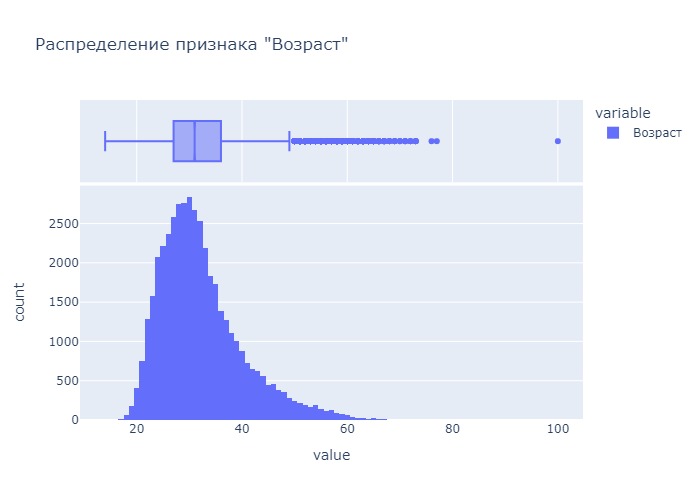 Распределение признака "Возраст"
variable
Возраст
2500
2000
1500
1000
500
0
count
20 40 60 80 100
value